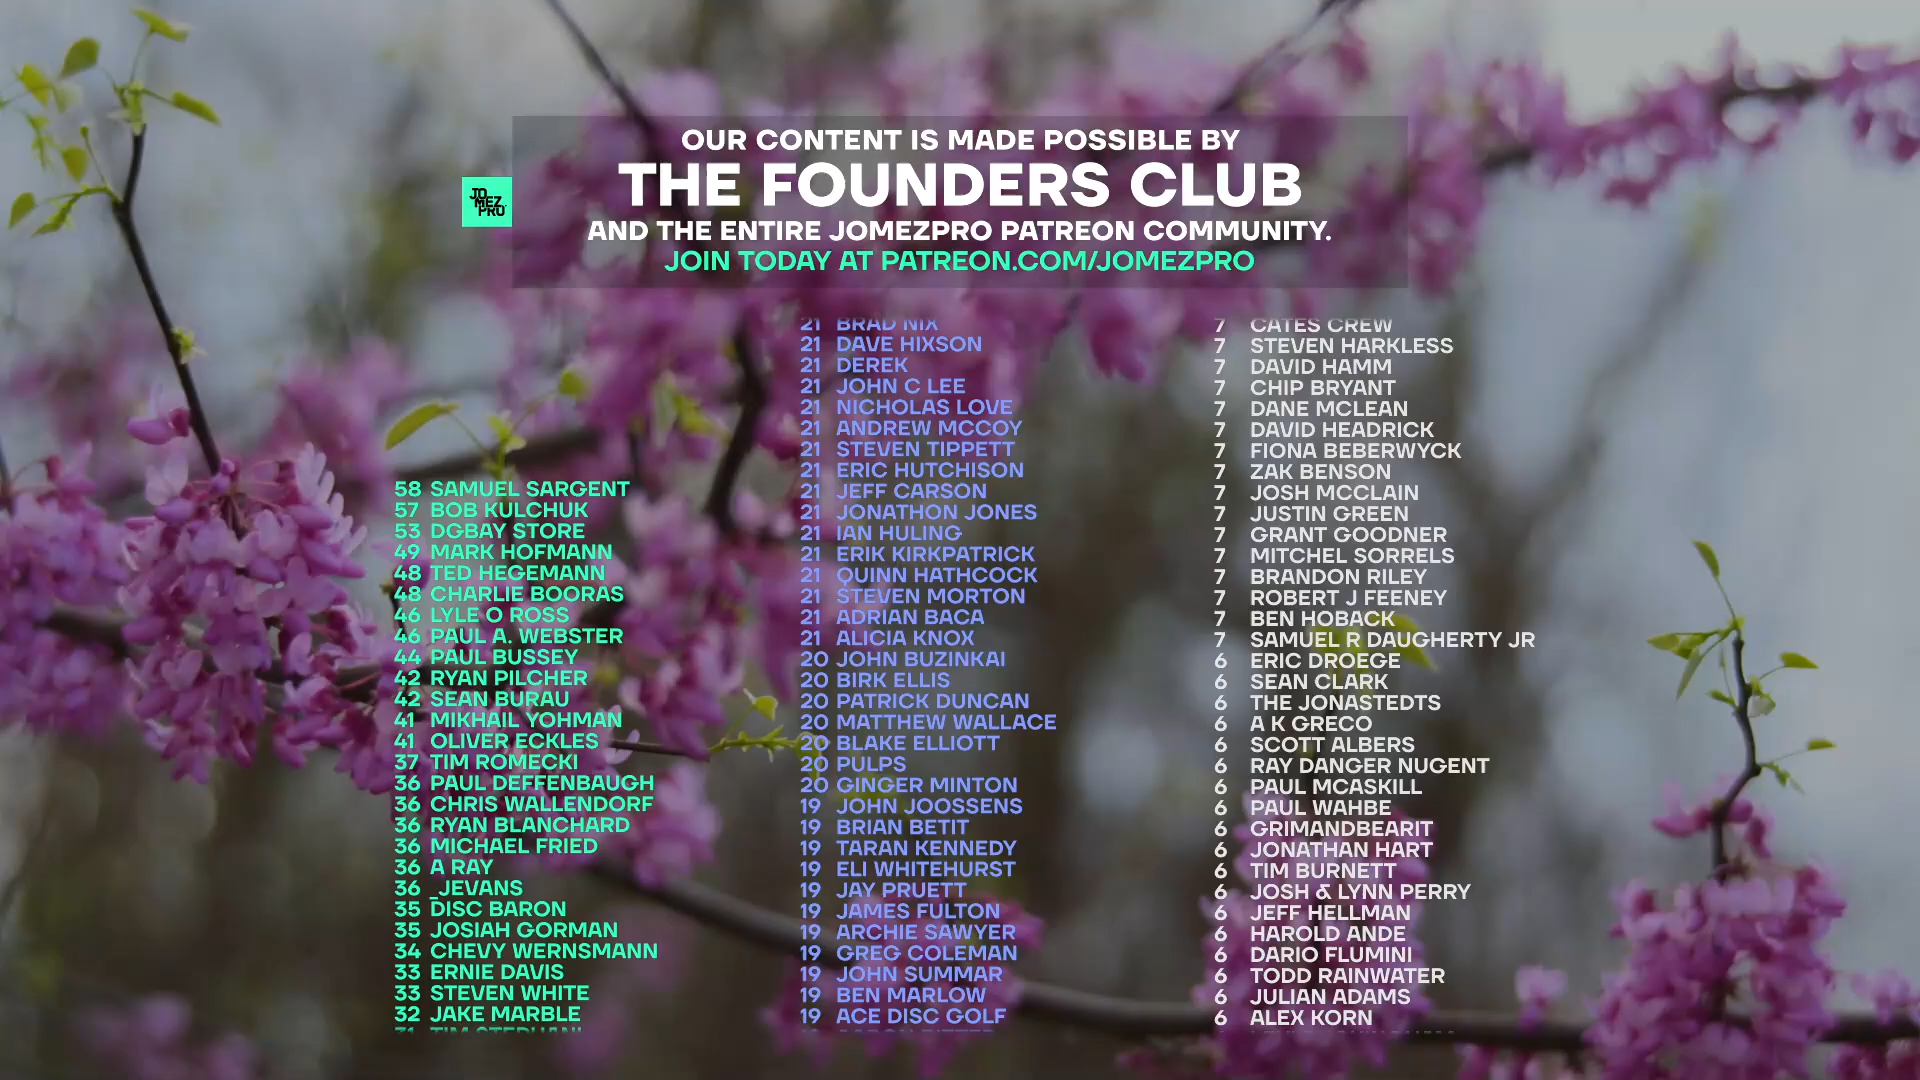 OUR CONTENT IS MADE POSSIBLE BY
THE FOUNDERS CLUB
AND THE ENTIRE JOMEZPRO PATREON COMMUNITY.
JOIN TODAY AT PATREON.COM/JOMEZPRO
JO
MEZ
PRO
58 SAMUEL SARGENT
57 BOB KULCHUK
53 DGBAY STORE
49 MARK HOFMANN
48 TED HEGEMANN
48 CHARLIE BOORAS
46 LYLE O ROSS
46 PAUL A. WEBSTER
44 PAUL BUSSEY
42 RYAN PILCHER
42 SEAN BURAU
41 MIKHAIL YOHMAN
41 OLIVER ECKLES
37 TIM ROMECKI
36 PAUL DEFFENBAUGH
36 CHRIS WALLENDORF
36 RYAN BLANCHARD
36 MICHAEL FRIED
36 A RAY
36 _JEVANS
35 DISC BARON
35 JOSIAH GORMAN
34 CHEVY WERNSMANN
33 ERNIE DAVIS
33 STEVEN WHITE
32 JAKE MARBLE
21 BRAD NIX
21 DAVE HIXSON
21 DEREK
21 JOHN C LEE
21 NICHOLAS LOVE
21 ANDREW MCCOY
21 STEVEN TIPPETT
21 ERIC HUTCHISON
21 JEFF CARSON
21 JONATHON JONES
21 IAN HULING
21 ERIK KIRKPATRICK
21 QUINN HATHCOCK
21 STEVEN MORTON
21 ADRIAN BACA
21 ALICIA KNOX
20 JOHN BUZINKAI
20 BIRK ELLIS
20 PATRICK DUNCAN
20 MATTHEW WALLACE
20 BLAKE ELLIOTT
20 PULPS
20 GINGER MINTON
19 JOHN JOOSSENS
19 BRIAN BETIT
19 TARAN KENNEDY
19 ELI WHITEHURST
19 JAY PRUETT
19 JAMES FULTON
19 ARCHIE SAWYER
19 GREG COLEMAN
19 JOHN SUMMAR
19 BEN MARLOW
19 ACE DISC GOLF
7 CATES CREW
7 STEVEN HARKLESS
7 DAVID HAMM
7 CHIP BRYANT
7 DANE MCLEAN
7 DAVID HEADRICK
7 FIONA BEBERWYCK
7 ZAK BENSON
7 JOSH MCCLAIN
7 JUSTIN GREEN
7 GRANT GOODNER
7 MITCHEL SORRELS
7 BRANDON RILEY
7 ROBERT J FEENEY
7 BEN HOBACK
7 SAMUEL R DAUGHERTY JR
6 ERIC DROEGE
6 SEAN CLARK
6 THE JONASTEDTS
6 A K GRECO
6 SCOTT ALBERS
6 RAY DANGER NUGENT
6 PAUL MCASKILL
6 PAUL WAHBE
6 GRIMANDBEARIT
6 JONATHAN HART
6 TIM BURNETT
6 JOSH & LYNN PERRY
6 JEFF HELLMAN
6 HAROLD ANDE
6 DARIO FLUMINI
6 TODD RAINWATER
6 JULIAN ADAMS
6 ALEX KORN